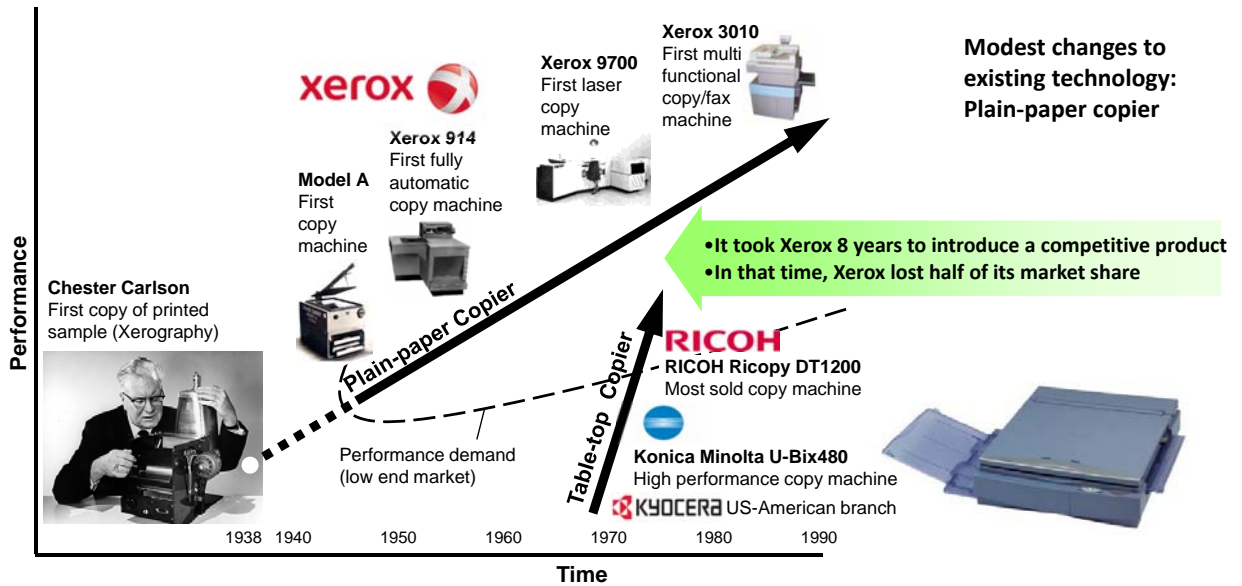 Performance
Chester Carlson
First copy of printed
sample (Xerography)
Model A
First
copy
machine
xerox
Xerox 914
First fully
automatic
copy machine
Xerox 9700
First laser
copy
machine
Xerox 3010
First multi
functional
copy/fax
machine
Modest changes to
existing technology:
Plain-paper copier
•It took Xerox 8 years to introduce a competitive product
•In that time, Xerox lost half of its market share
Plain-paper Copier
Performance demand
(low end market)
Table-top Copier
RICOH
RICOH Ricopy DT1200
Most sold copy machine
Konica Minolta U-Bix480
High performance copy machine
KYOCERA US-American branch
1938 1940 1950 1960 1970 1980 1990
Time